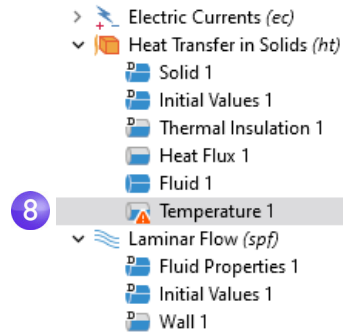 Electric Currents (ec)
Heat Transfer in Solids (ht)
Solid 1
Initial Values 1
Thermal Insulation 1
Heat Flux 1
Fluid 1
8 Temperature 1
Laminar Flow (spf)
Fluid Properties 1
Initial Values 1
Wall 1